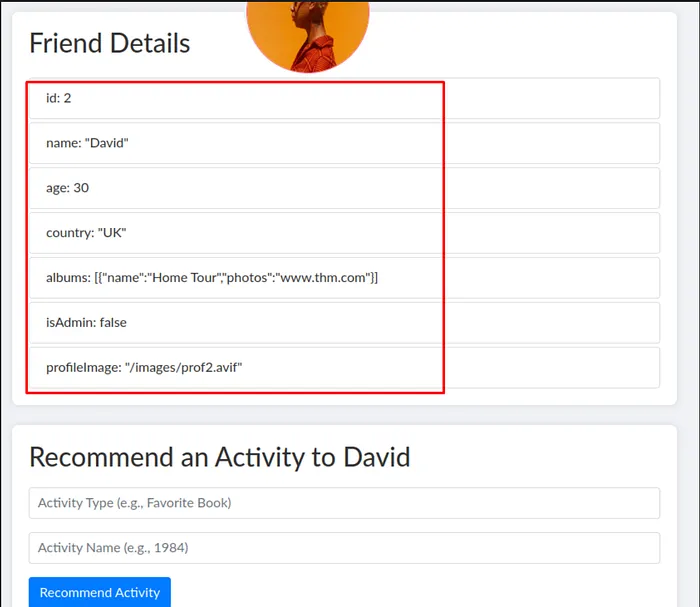 Friend Details
id: 2
name: "David"
age: 30
country: "UK"
albums: [{"name":"Home Tour","photos":"www.thm.com"}]
isAdmin: false
profileImage: "/images/prof2.avif"
Recommend an Activity to David
Activity Type (e.g., Favorite Book)
Activity Name (e.g., 1984)
Recommend Activity